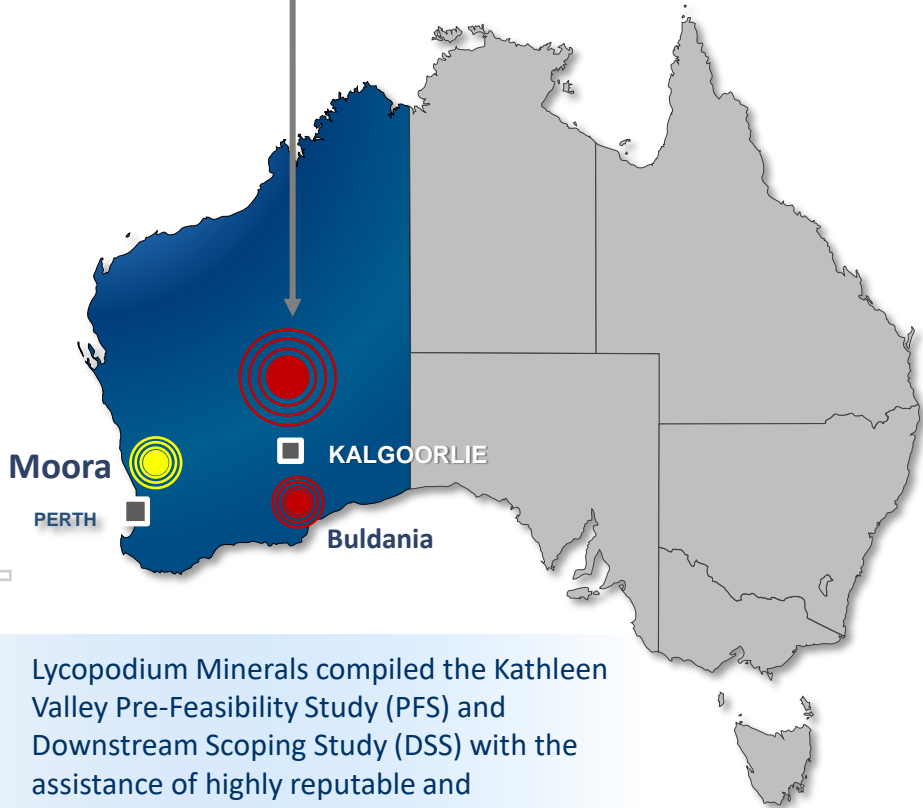 KALGOORLIE
Moora
PERTH
Buldania
Lycopodium Minerals compiled the Kathleen
Valley Pre-Feasibility Study (PFS) and
Downstream Scoping Study (DSS) with the
assistance of highly reputable and